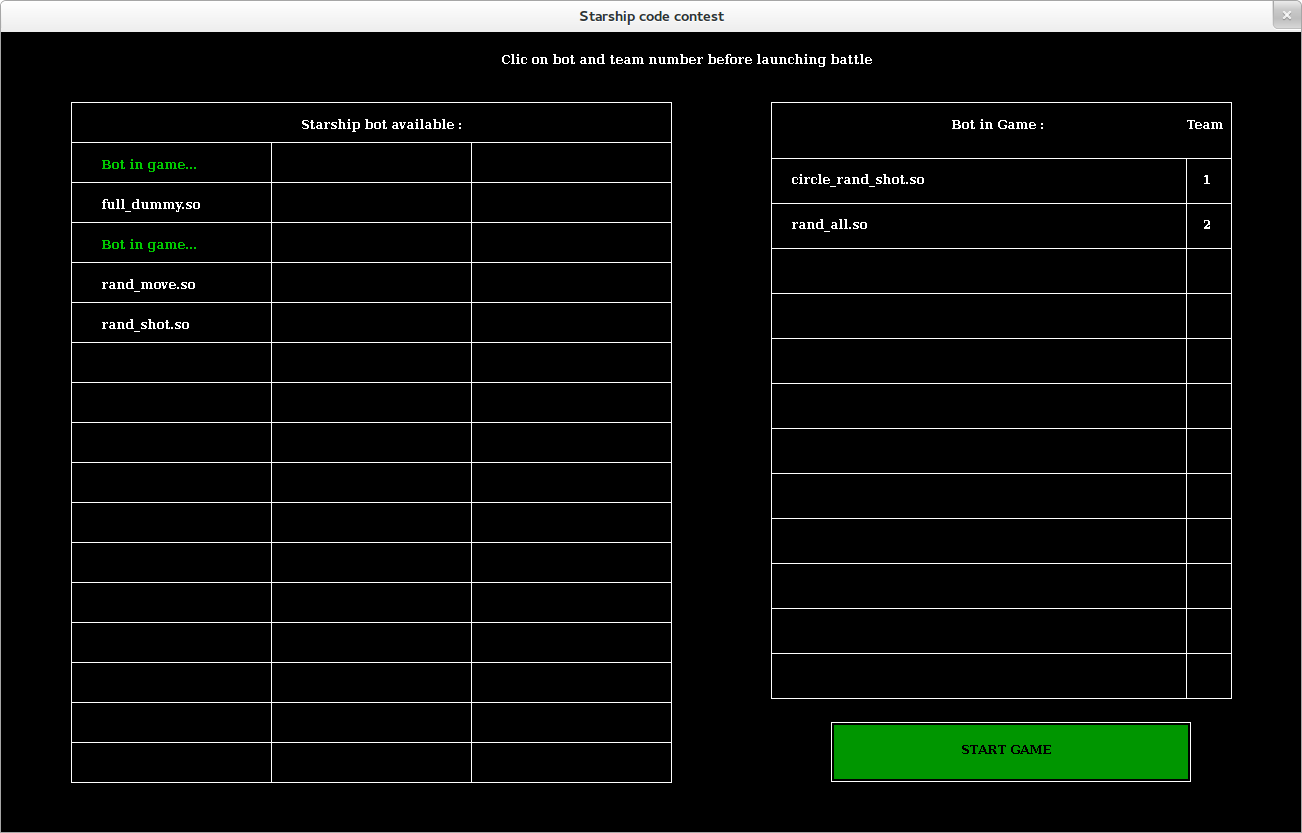 Starship code contest
Clic on bot and team number before launching battle
Starship bot available :
Bot in game...
full_dummy.so
Bot in game...
rand_move.so
rand_shot.so
Bot in Game : Team
circle_rand_shot.so 1
rand_all.so 2
START GAME